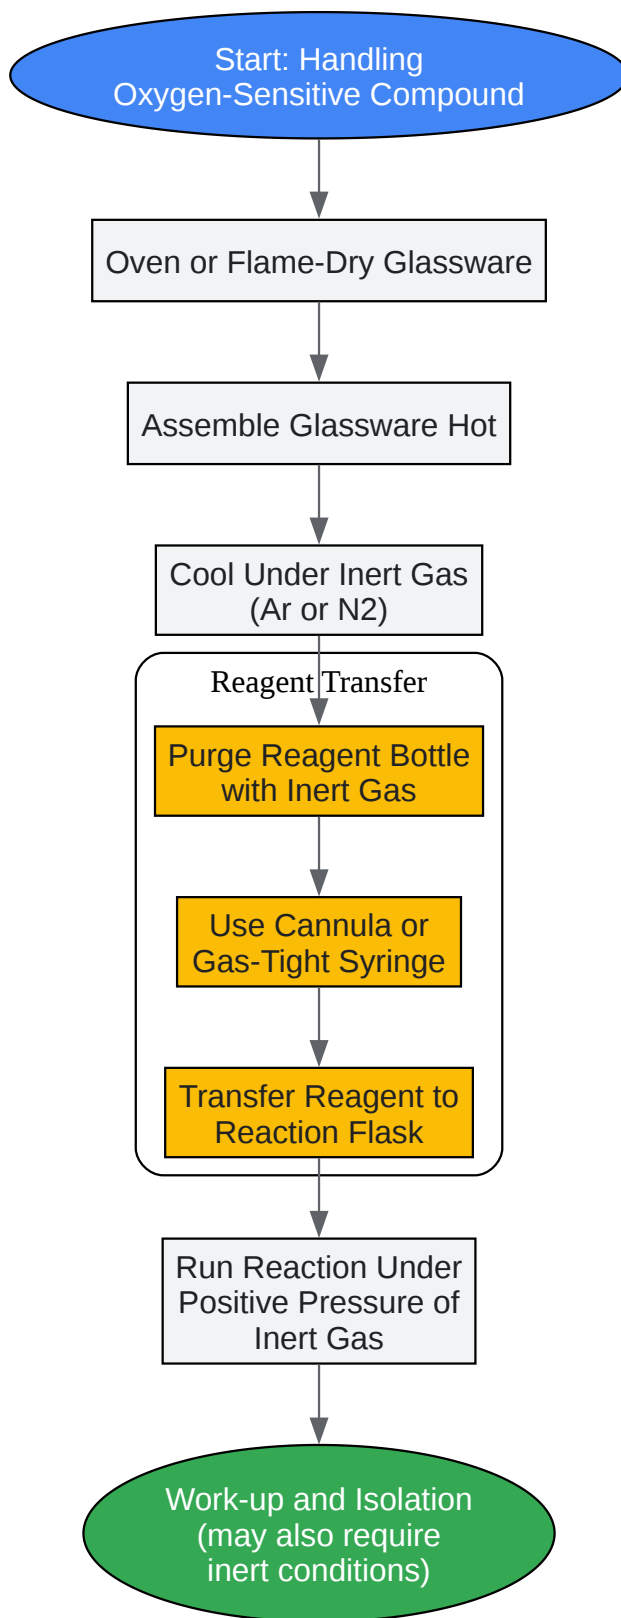 Start: Handling
Oxygen-Sensitive Compound
Oven or Flame-Dry Glassware
Assemble Glassware Hot
Cool Under Inert Gas
(Ar or N2)
Reagent Transfer
Purge Reagent Bottle
with Inert Gas
Use Cannula or
Gas-Tight Syringe
Transfer Reagent to
Reaction Flask
Run Reaction Under
Positive Pressure of
Inert Gas
Work-up and Isolation
(may also require
inert conditions)